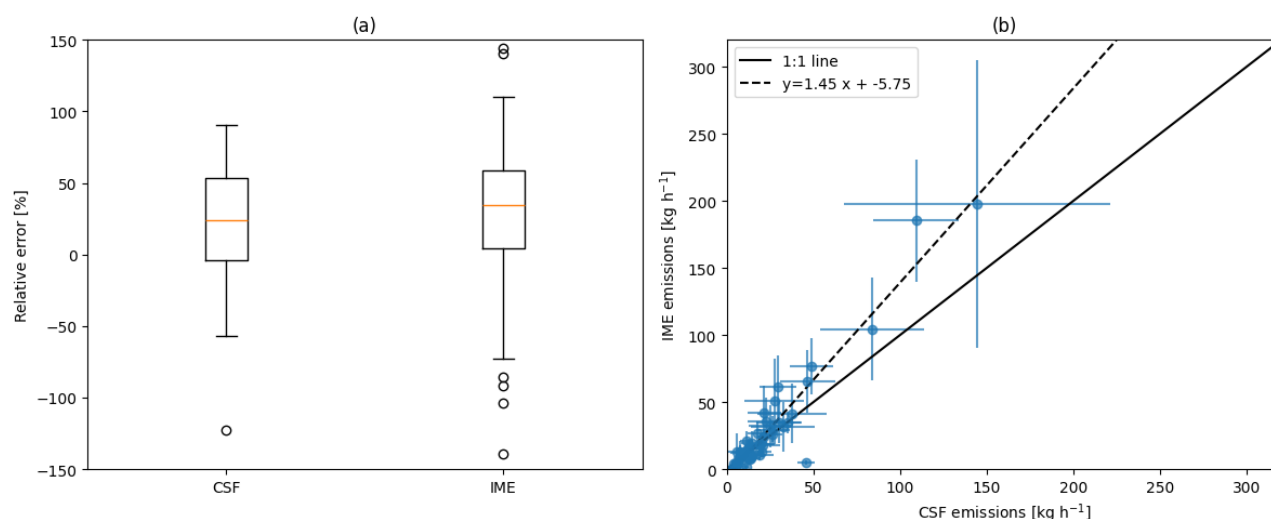 (a)
Relative error [%]
150
100
50
0
−50
−100
−150
CSF
IME
(b)
1:1 line
y=1.45 x + -5.75
IME emissions [kg h⁻¹]
300
250
200
150
100
50
0
0 50 100 150 200 250 300
CSF emissions [kg h⁻¹]